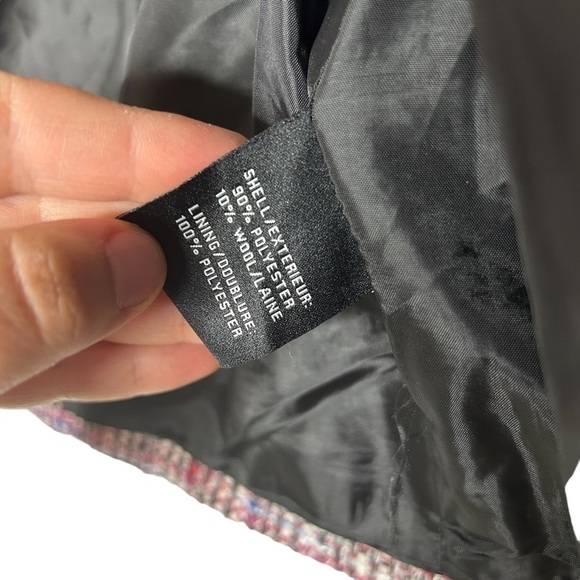 SHELL/EXTERIEUR:
90% POLYESTER
10% WOOL/LAINE
LINING/DOUBLURE:
100% POLYESTER